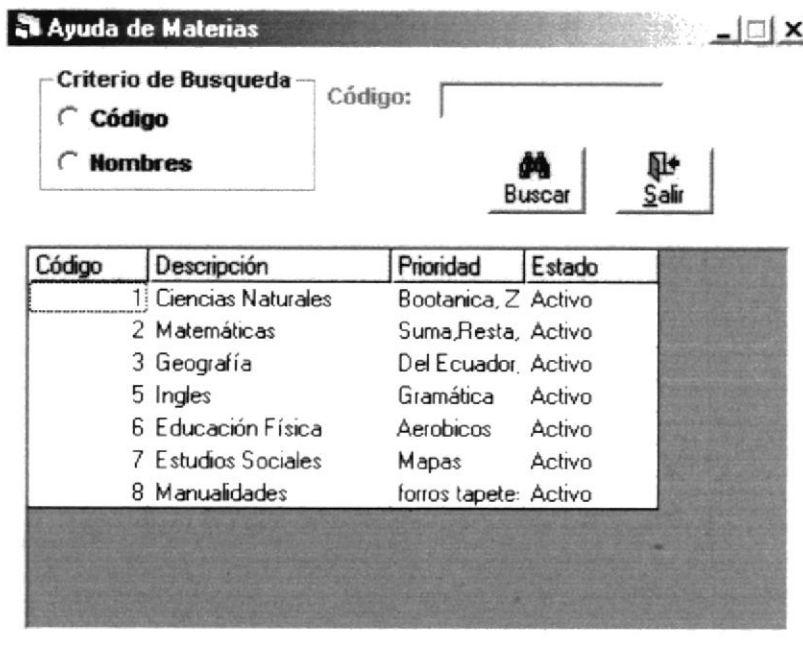 Ayuda de Materias
Criterio de Busqueda
Código
Nombres
Código:
Buscar
Salir
Código Descripción Prioridad Estado
1 Ciencias Naturales Bootanica, Z Activo
2 Matemáticas Suma,Resta, Activo
3 Geografía Del Ecuador, Activo
5 Ingles Gramática Activo
6 Educación Física Aerobicos Activo
7 Estudios Sociales Mapas Activo
8 Manualidades forros tapete: Activo